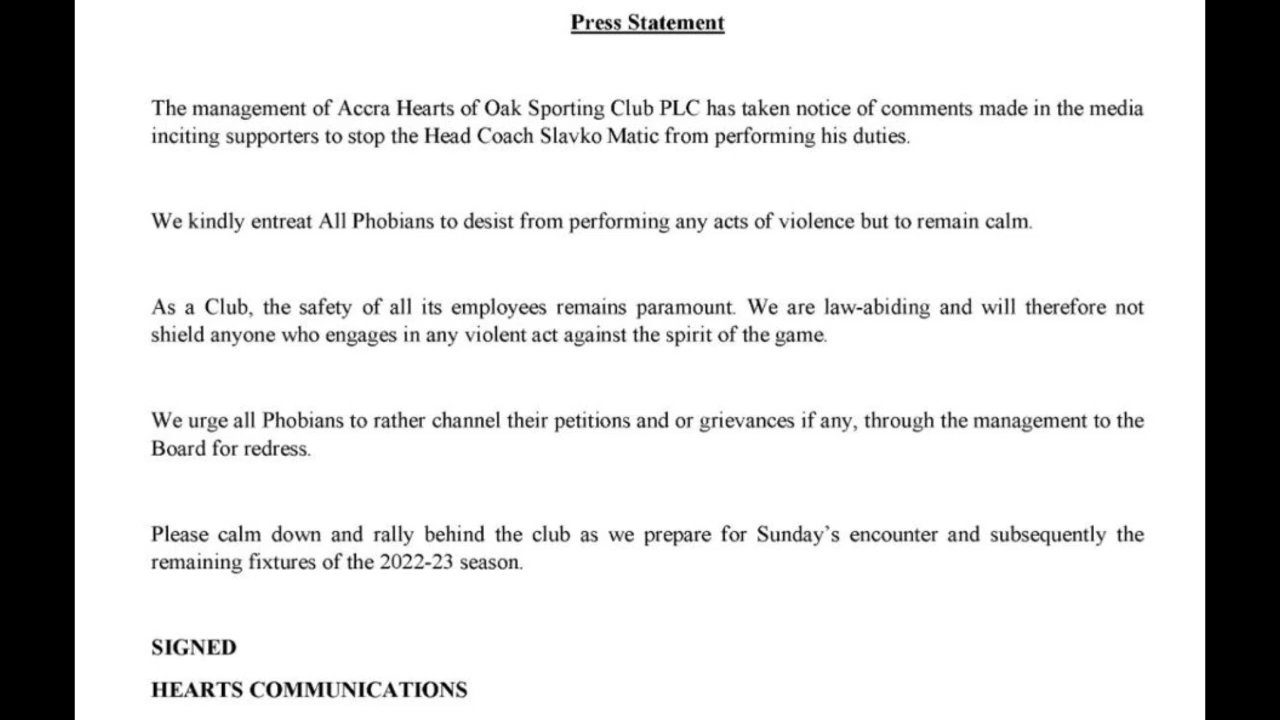 Press Statement
The management of Accra Hearts of Oak Sporting Club PLC has taken notice of comments made in the media
inciting supporters to stop the Head Coach Slavko Matic from performing his duties.
We kindly entreat All Phobians to desist from performing any acts of violence but to remain calm.
As a Club, the safety of all its employees remains paramount. We are law-abiding and will therefore not
shield anyone who engages in any violent act against the spirit of the game.
We urge all Phobians to rather channel their petitions and or grievances if any, through the management to the
Board for redress.
Please calm down and rally behind the club as we prepare for Sunday’s encounter and subsequently the
remaining fixtures of the 2022-23 season.
SIGNED
HEARTS COMMUNICATIONS